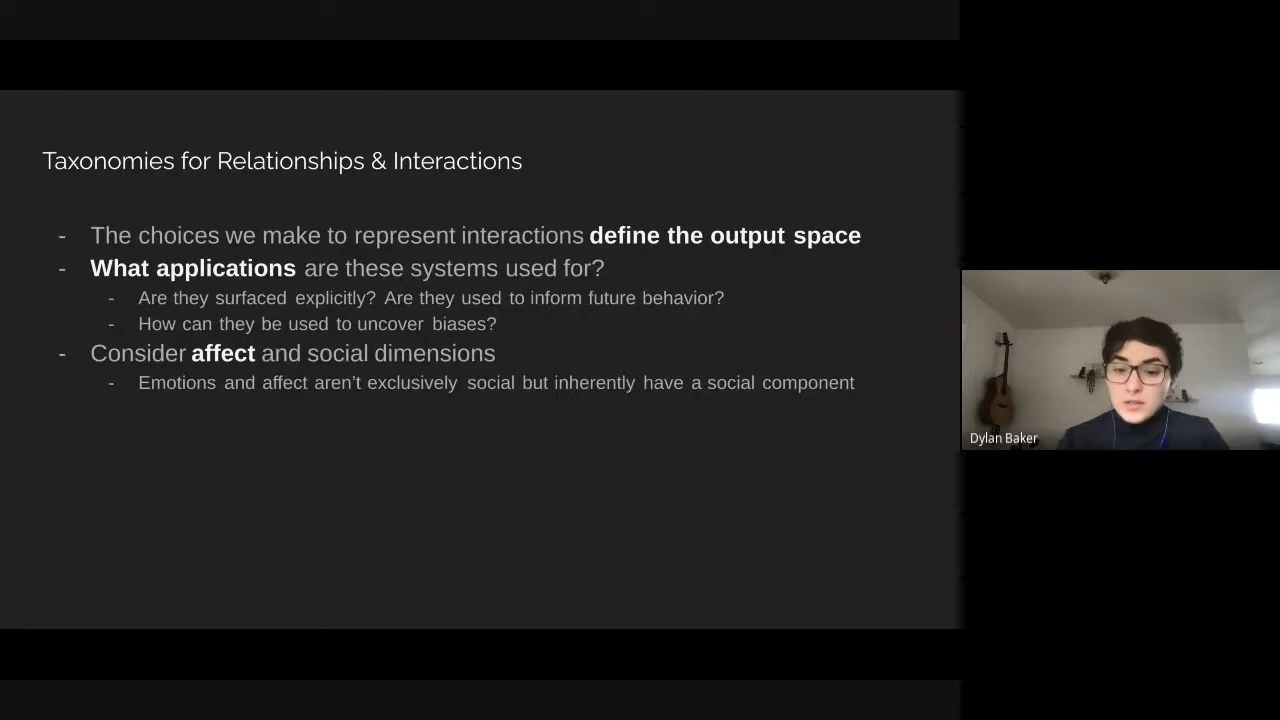 Taxonomies for Relationships & Interactions
- The choices we make to represent interactions define the output space
- What applications are these systems used for?
- Are they surfaced explicitly? Are they used to inform future behavior?
- How can they be used to uncover biases?
- Consider affect and social dimensions
- Emotions and affect aren’t exclusively social but inherently have a social component
Dylan Baker